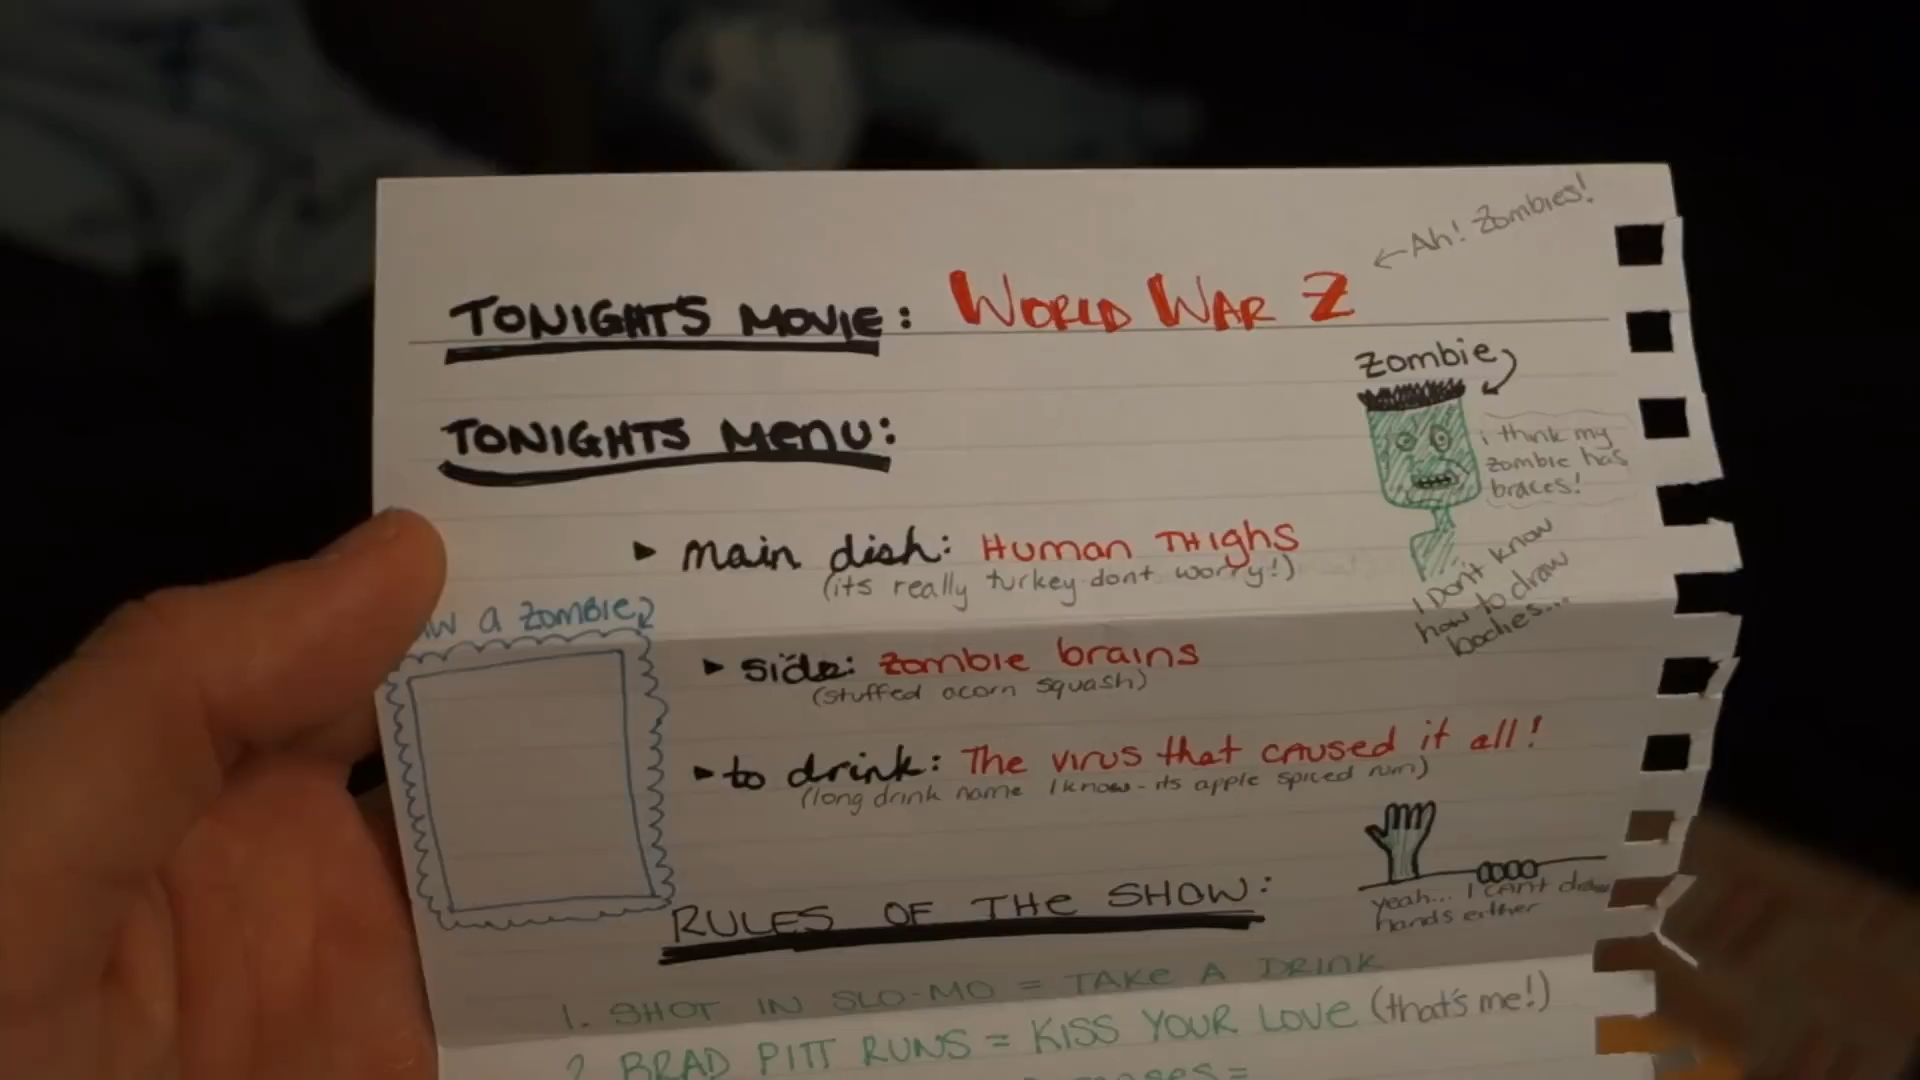 ←Ah! Zombies!
TONIGHTS MOVIE: WORLD WAR Z
zombie
TONIGHTS MENU:
i think my
zombie has
braces!
▶ main dish: Human THighs
(its really turkey-dont worry!)
I Don't know
how to draw
bodies...
a zombie
▶ side: zombie brains
(stuffed acorn squash)
▶ to drink: The virus that caused it all!
(long drink name I know-its apple spiced rum)
yeah... I can't
hands either
RULES OF THE SHOW:
1. SHOT IN SLO-MO = TAKE A DRINK
2 BRAD PITT RUNS = KISS YOUR LOVE (that's me!)